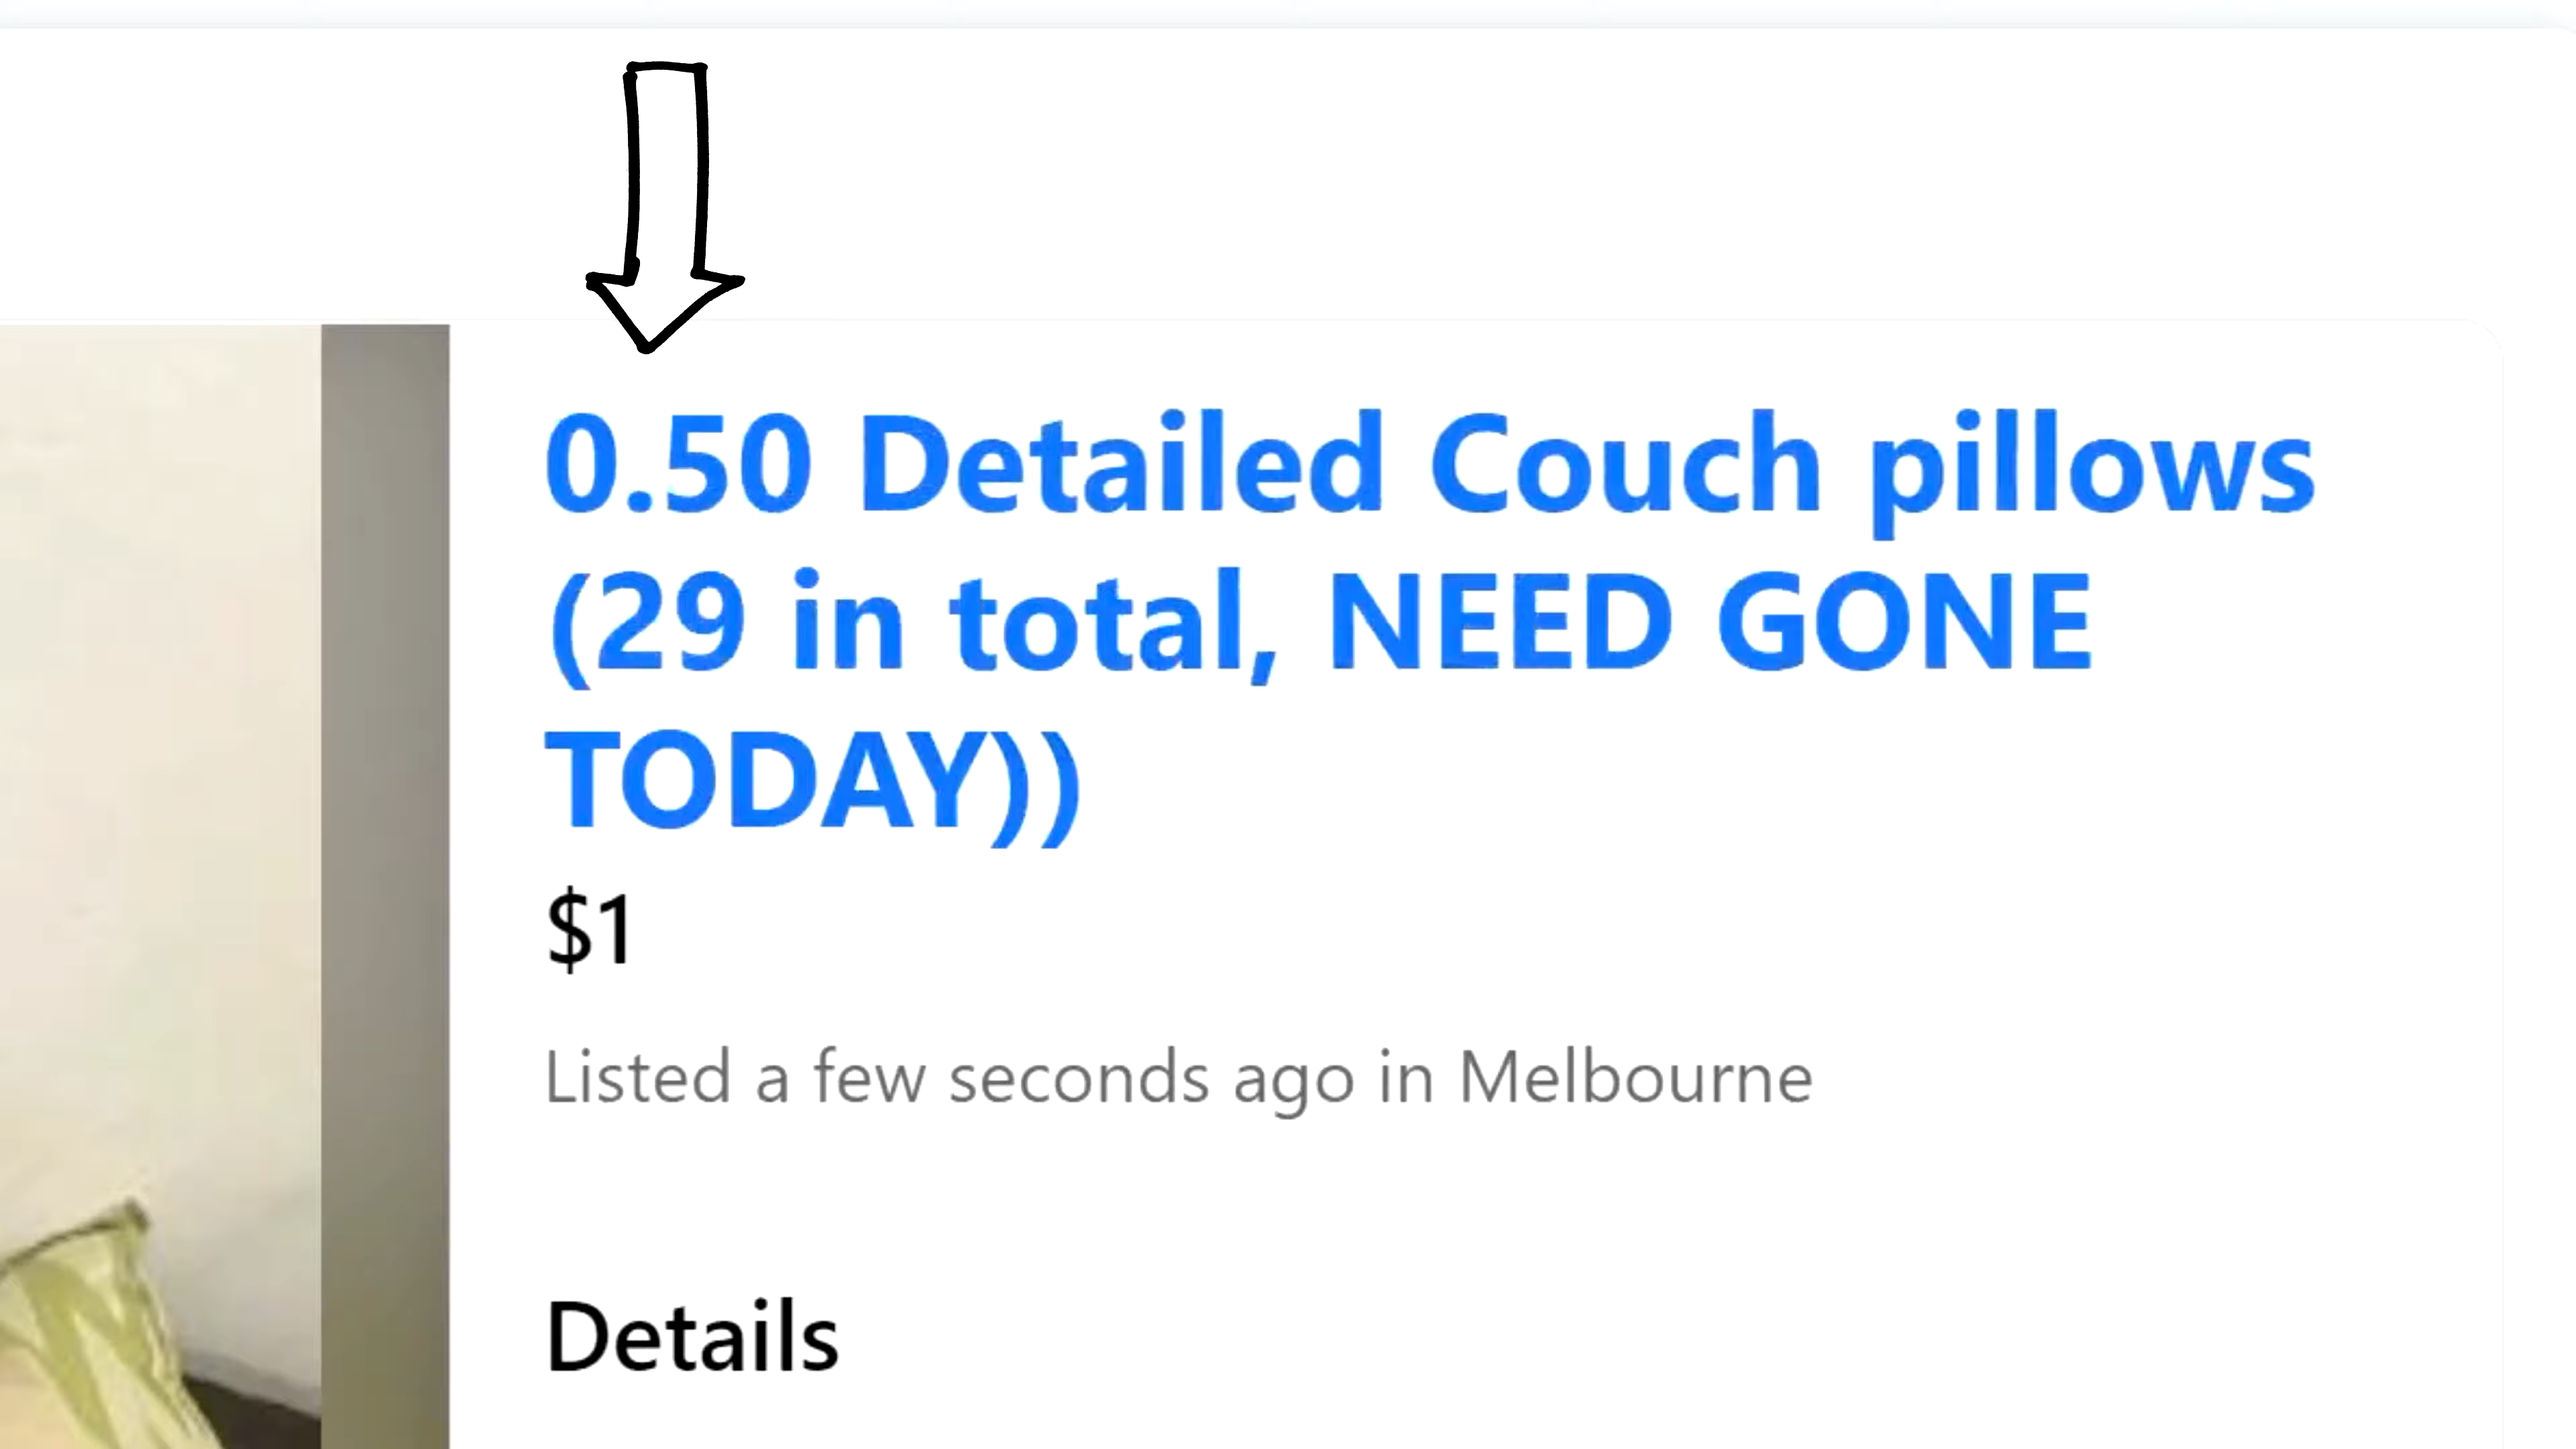 0.50 Detailed Couch pillows
(29 in total, NEED GONE
TODAY))
$1
Listed a few seconds ago in Melbourne
Details